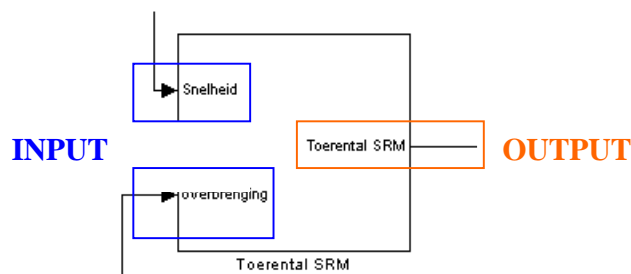 Snelheid
INPUT
Toerental SRM
OUTPUT
overbrenging
Toerental SRM